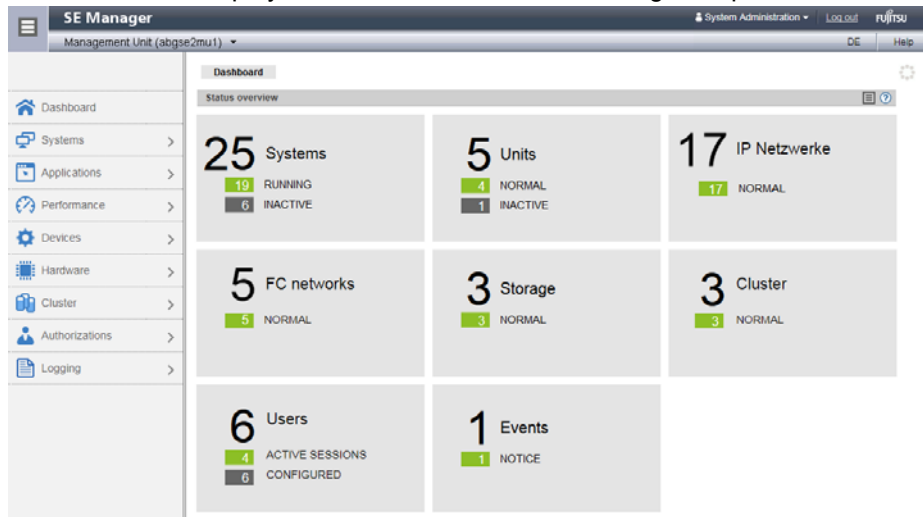 SE Manager
System Administration
Log out
FUJITSU
Management Unit (abgse2mu1)
DE
Help
Dashboard
Status overview
Dashboard
Systems
Applications
Performance
Devices
Hardware
Cluster
Authorizations
Logging
25 Systems
19 RUNNING
6 INACTIVE
5 Units
4 NORMAL
1 INACTIVE
17 IP Netzwerke
17 NORMAL
5 FC networks
5 NORMAL
3 Storage
3 NORMAL
3 Cluster
3 NORMAL
6 Users
4 ACTIVE SESSIONS
6 CONFIGURED
1 Events
1 NOTICE